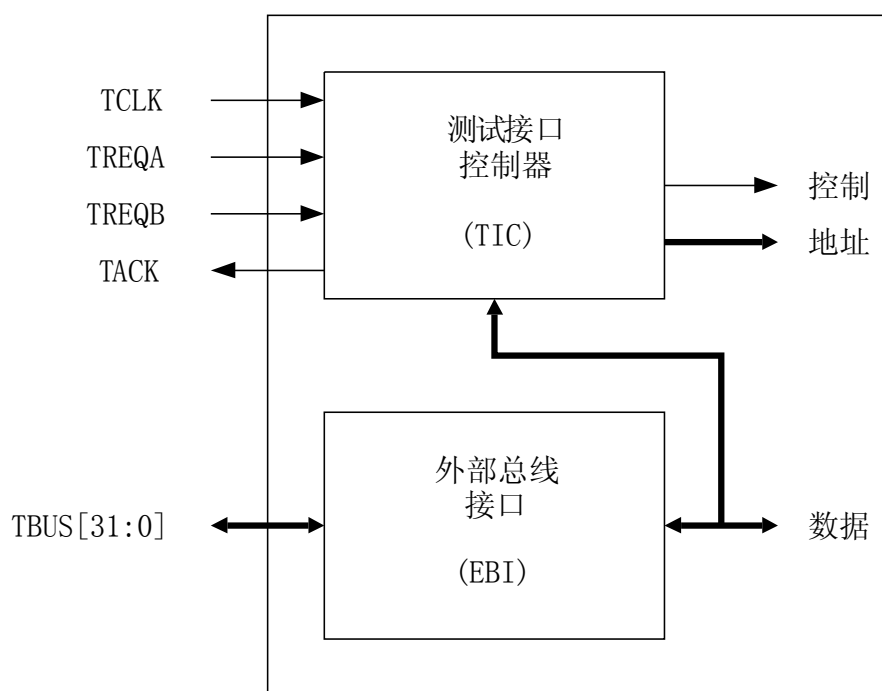 TCLK
TREQA
TREQB
TACK
测试接口
控制器
(TIC)
控制
地址
外部总线
接口
(EBI)
TBUS[31:0]
数据